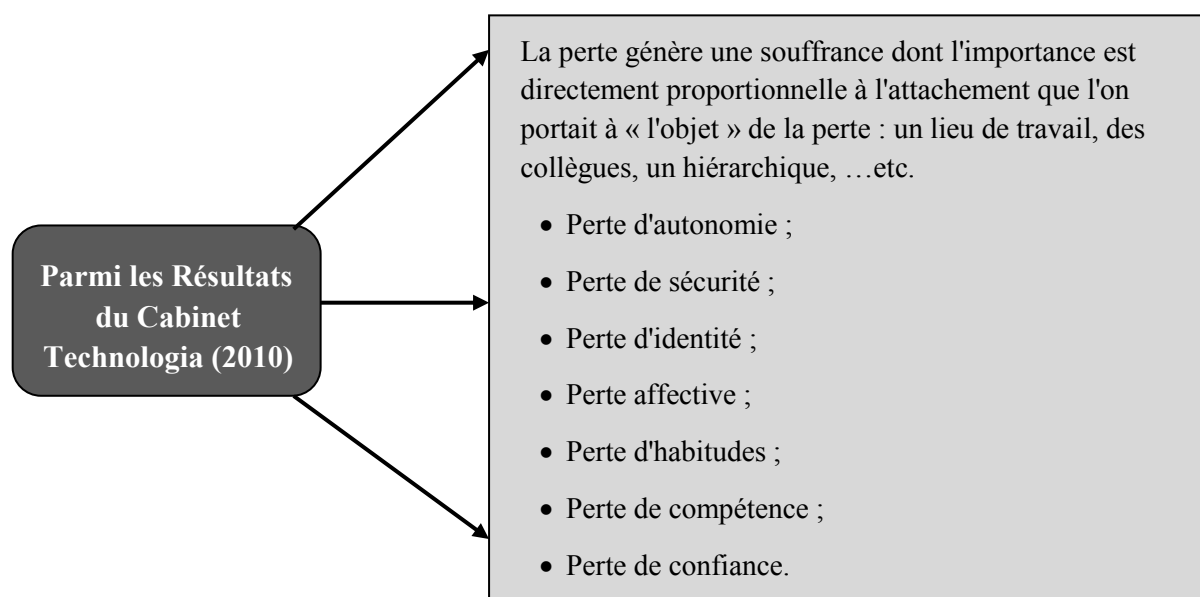 Parmi les Résultats
du Cabinet
Technologia (2010)
La perte génère une souffrance dont l'importance est
directement proportionnelle à l'attachement que l'on
portait à « l'objet » de la perte : un lieu de travail, des
collègues, un hiérarchique, …etc.
• Perte d'autonomie ;
• Perte de sécurité ;
• Perte d'identité ;
• Perte affective ;
• Perte d'habitudes ;
• Perte de compétence ;
• Perte de confiance.